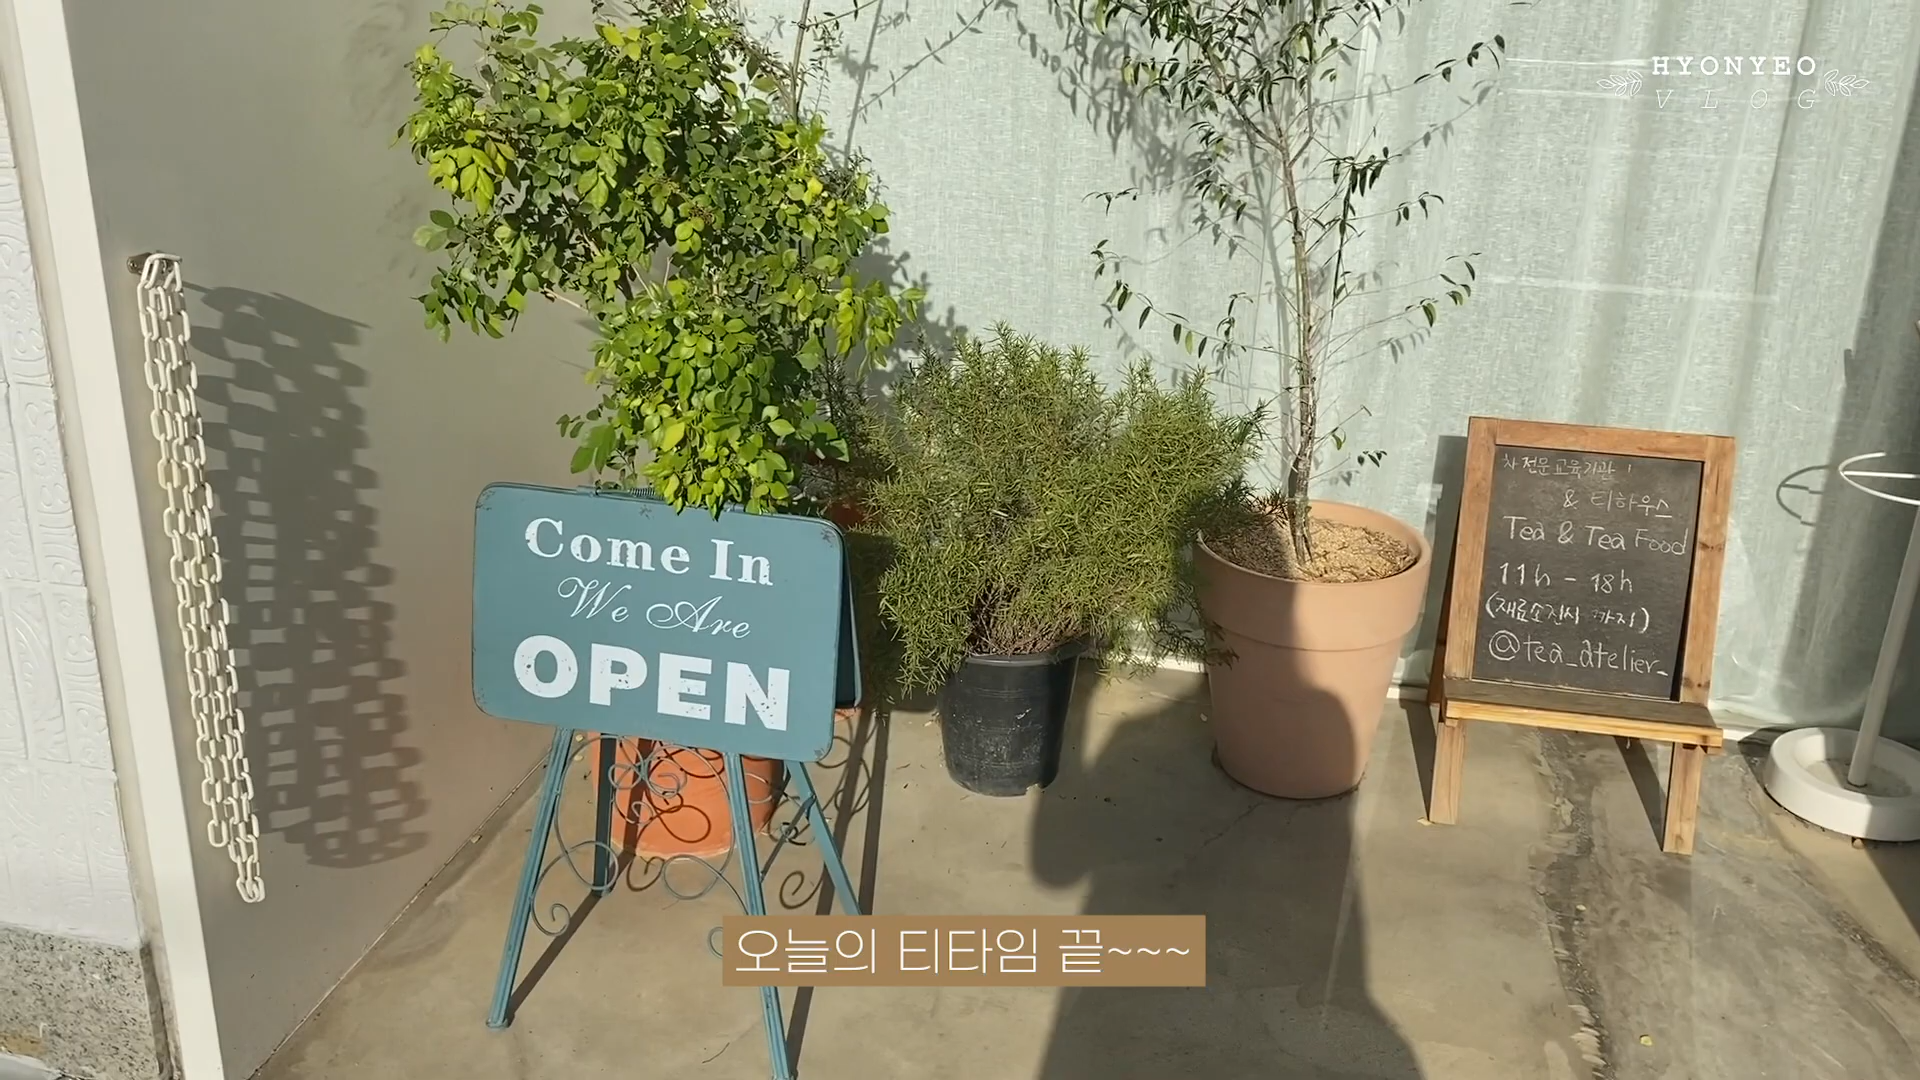 HYONYEO
VLOG
Come In
We Are
OPEN
차 전문 교육기관
& 티하우스
Tea & Tea Food
11h - 18h
(재료소진시 까지)
@tea_atelier_
오늘의 티타임 끝~~~